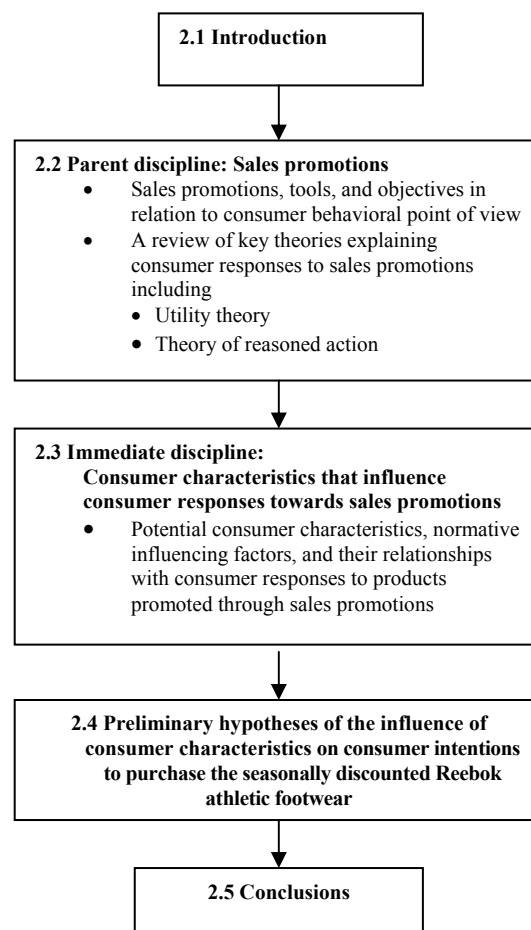 2.1 Introduction
2.2 Parent discipline: Sales promotions
• Sales promotions, tools, and objectives in
relation to consumer behavioral point of view
• A review of key theories explaining
consumer responses to sales promotions
including
• Utility theory
• Theory of reasoned action
2.3 Immediate discipline:
Consumer characteristics that influence
consumer responses towards sales promotions
• Potential consumer characteristics, normative
influencing factors, and their relationships
with consumer responses to products
promoted through sales promotions
2.4 Preliminary hypotheses of the influence of
consumer characteristics on consumer intentions
to purchase the seasonally discounted Reebok
athletic footwear
2.5 Conclusions